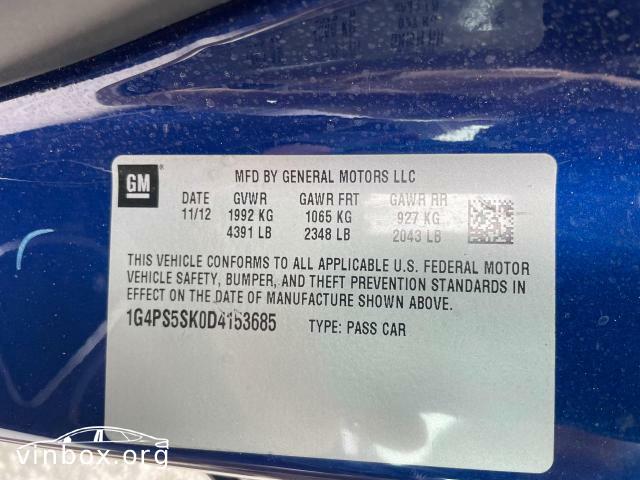 GM
MFD BY GENERAL MOTORS LLC
DATE GVWR GAWR FRT GAWR RR
11/12 1992 KG 1065 KG 927 KG
4391 LB 2348 LB 2043 LB
THIS VEHICLE CONFORMS TO ALL APPLICABLE U.S. FEDERAL MOTOR
VEHICLE SAFETY, BUMPER, AND THEFT PREVENTION STANDARDS IN
EFFECT ON THE DATE OF MANUFACTURE SHOWN ABOVE.
1G4PS5SK0D4153685 TYPE: PASS CAR
vinbox.org